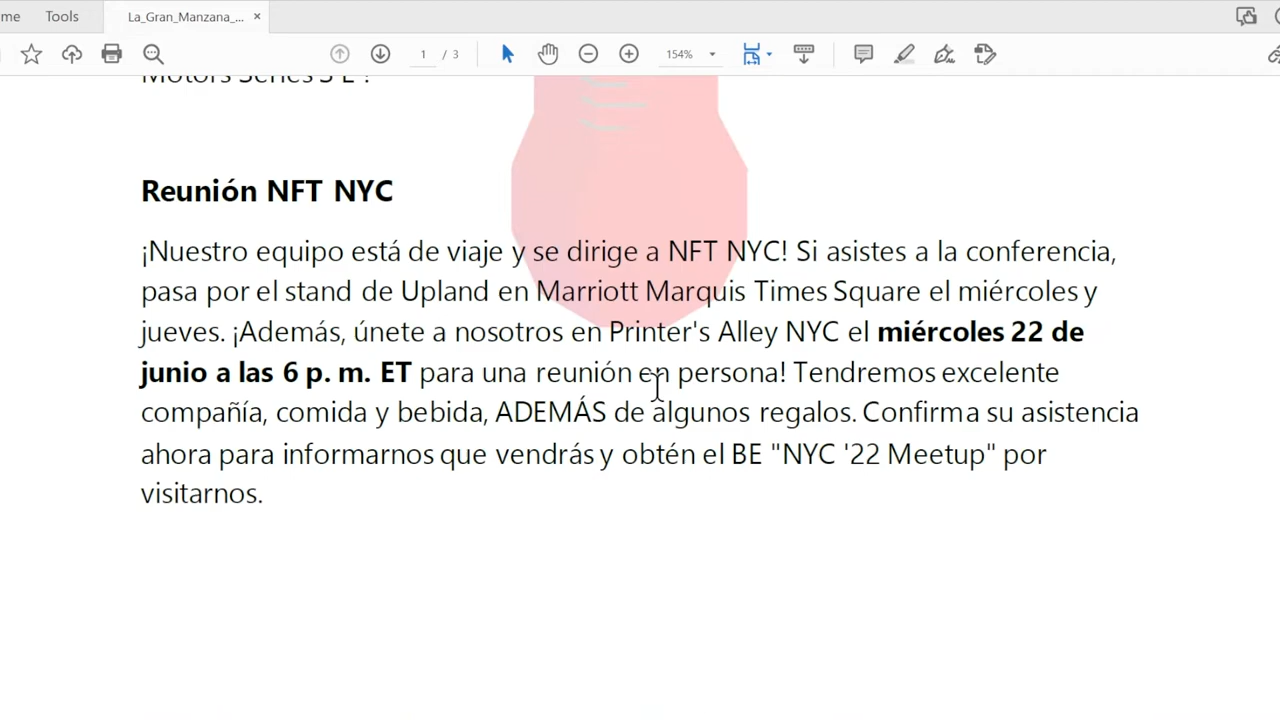 me Tools La_Gran_Manzana_... ×
1 / 3 154%
Motors Series S E !
Reunión NFT NYC
¡Nuestro equipo está de viaje y se dirige a NFT NYC! Si asistes a la conferencia,
pasa por el stand de Upland en Marriott Marquis Times Square el miércoles y
jueves. ¡Además, únete a nosotros en Printer's Alley NYC el miércoles 22 de
junio a las 6 p. m. ET para una reunión en persona! Tendremos excelente
compañía, comida y bebida, ADEMÁS de algunos regalos. Confirma su asistencia
ahora para informarnos que vendrás y obtén el BE "NYC '22 Meetup" por
visitarnos.